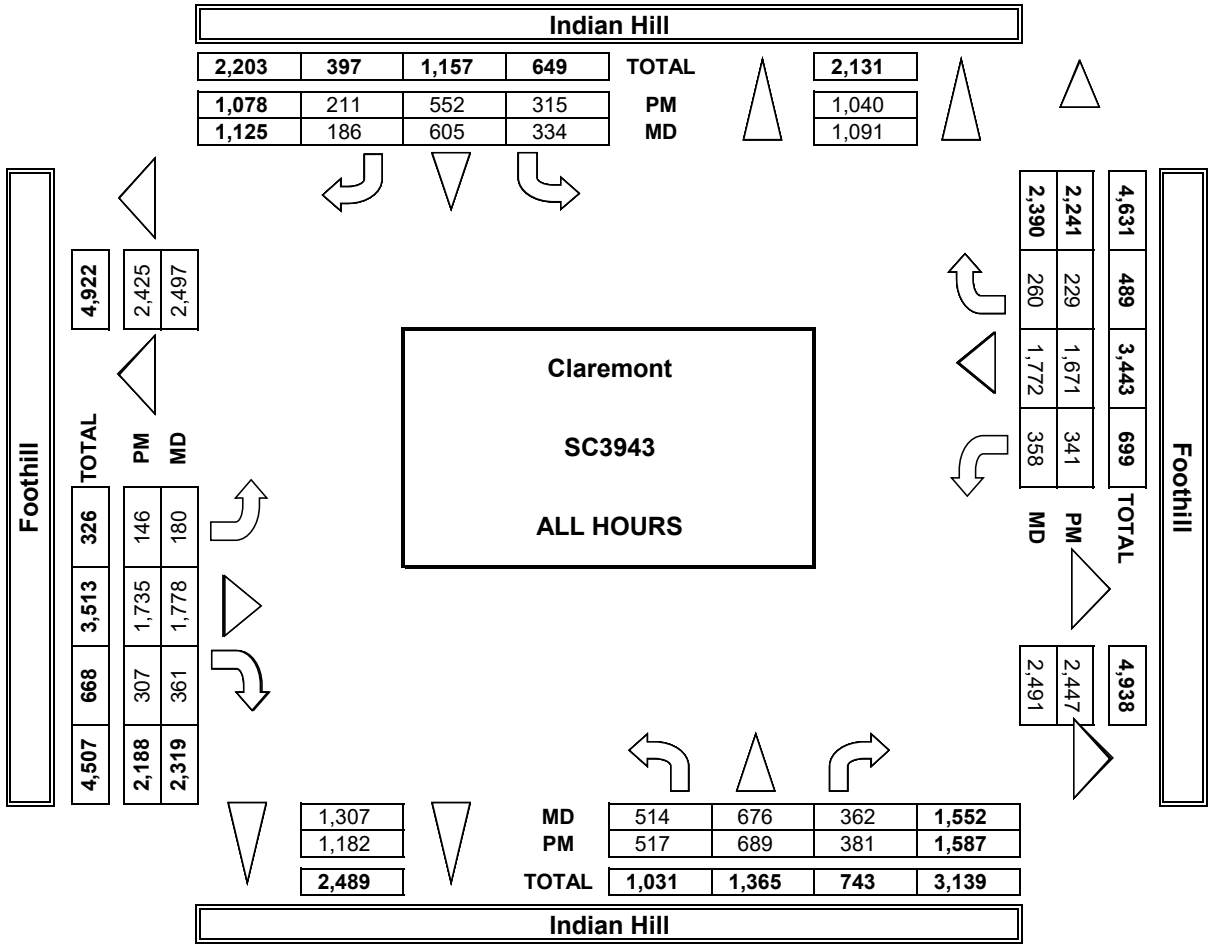 Indian Hill
2,203 397 1,157 649 TOTAL 2,131
1,078 211 552 315 PM 1,040
1,125 186 605 334 MD 1,091
Foothill
4,922
2,425
2,497
TOTAL 326 3,513 668 4,507
PM 146 1,735 307 2,188
MD 180 1,778 361 2,319
Claremont
SC3943
ALL HOURS
4,631 489 3,443 699 TOTAL
2,241 229 1,671 341 PM
2,390 260 1,772 358 MD
4,938
2,447
2,491
Foothill
1,307 MD 514 676 362 1,552
1,182 PM 517 689 381 1,587
2,489 TOTAL 1,031 1,365 743 3,139
Indian Hill